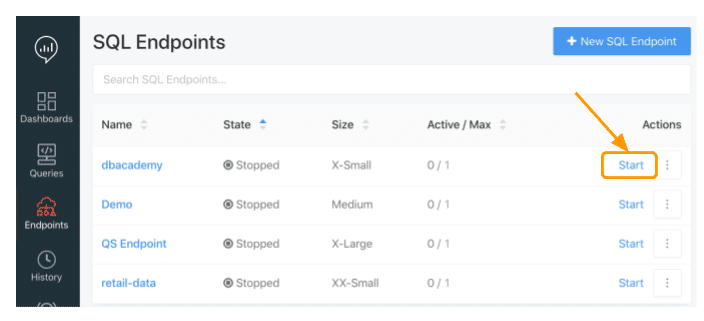 SQL Endpoints
+ New SQL Endpoint
Search SQL Endpoints...
Dashboards
Queries
Endpoints
History
Name State Size Active / Max Actions
dbacademy Stopped X-Small 0 / 1 Start
Demo Stopped Medium 0 / 1 Start
QS Endpoint Stopped X-Large 0 / 1 Start
retail-data Stopped XX-Small 0 / 1 Start